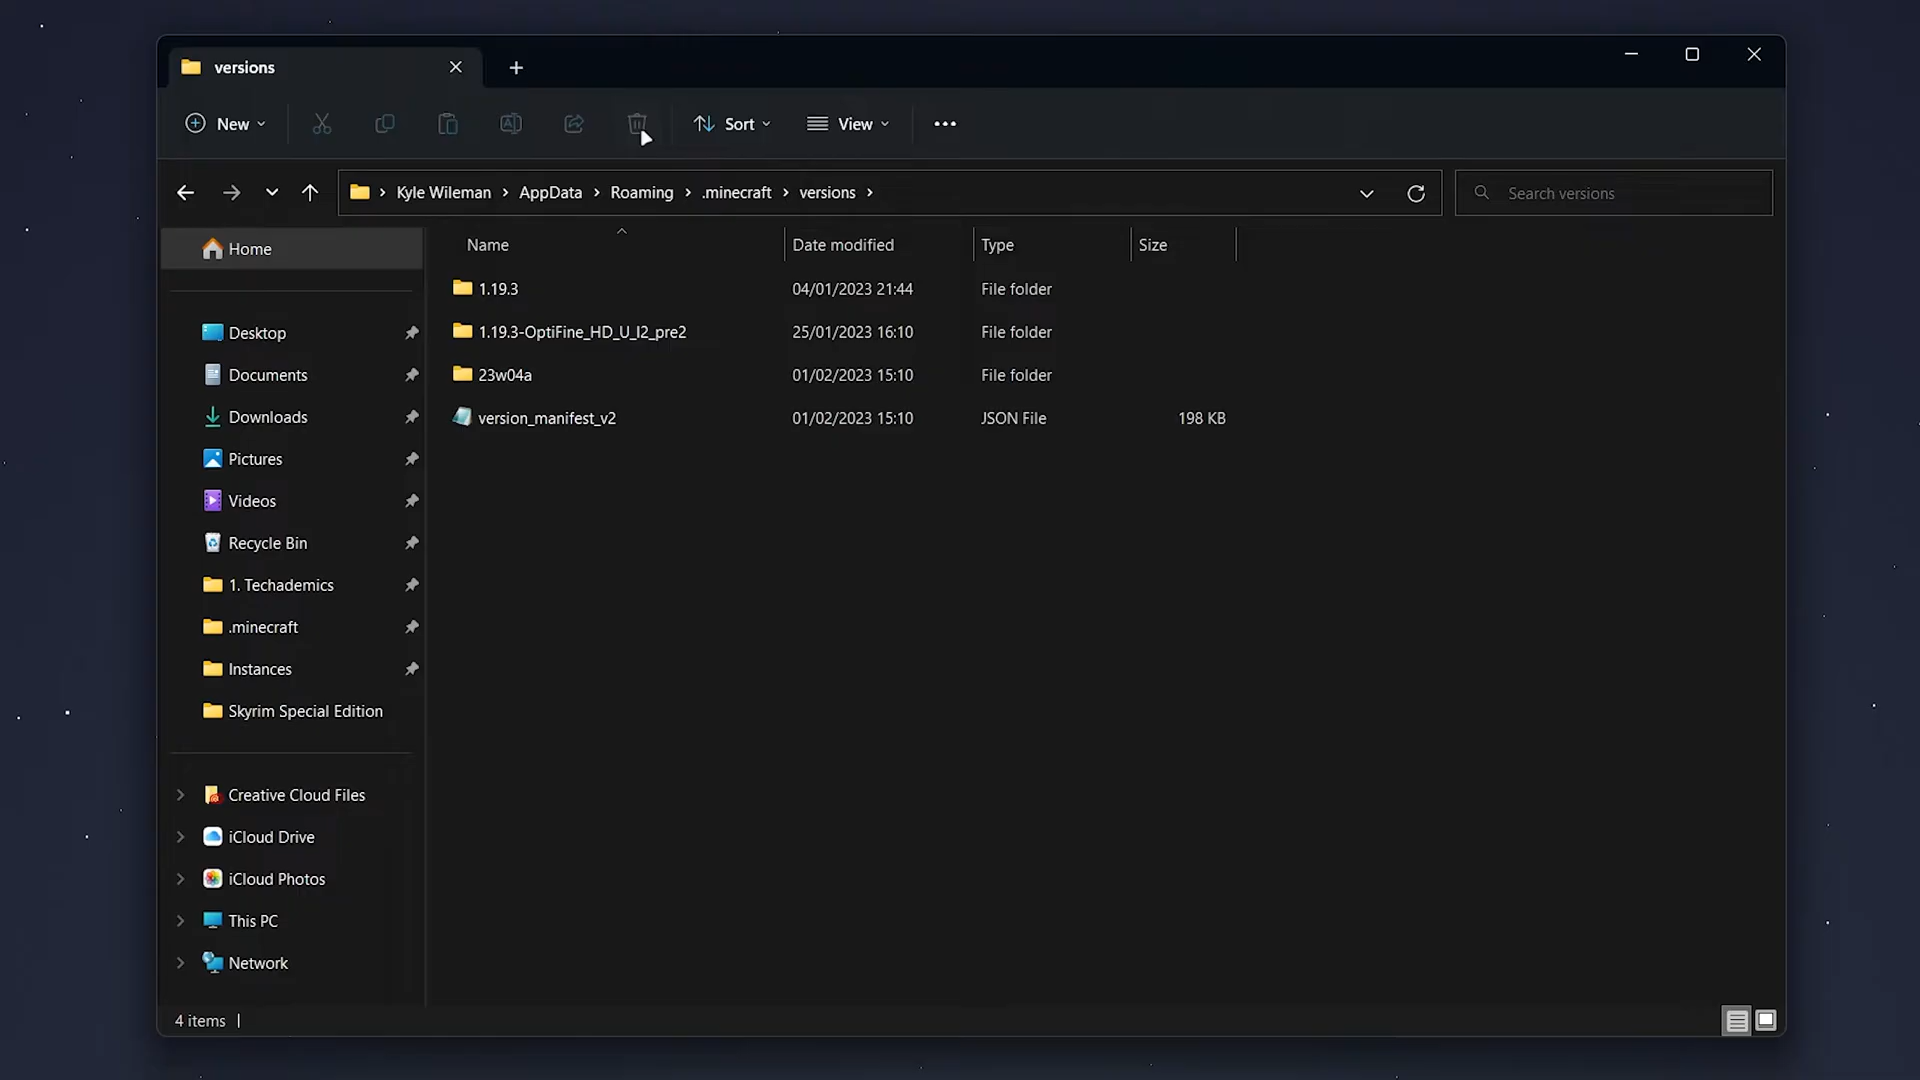 versions
New
Sort
View
Kyle Wileman
AppData
Roaming
.minecraft
versions
Search versions
Home
Desktop
Documents
Downloads
Pictures
Videos
Recycle Bin
1. Techademics
.minecraft
Instances
Skyrim Special Edition
Creative Cloud Files
iCloud Drive
iCloud Photos
This PC
Network
Name Date modified Type Size
1.19.3 04/01/2023 21:44 File folder
1.19.3-OptiFine_HD_U_I2_pre2 25/01/2023 16:10 File folder
23w04a 01/02/2023 15:10 File folder
version_manifest_v2 01/02/2023 15:10 JSON File 198 KB
4 items